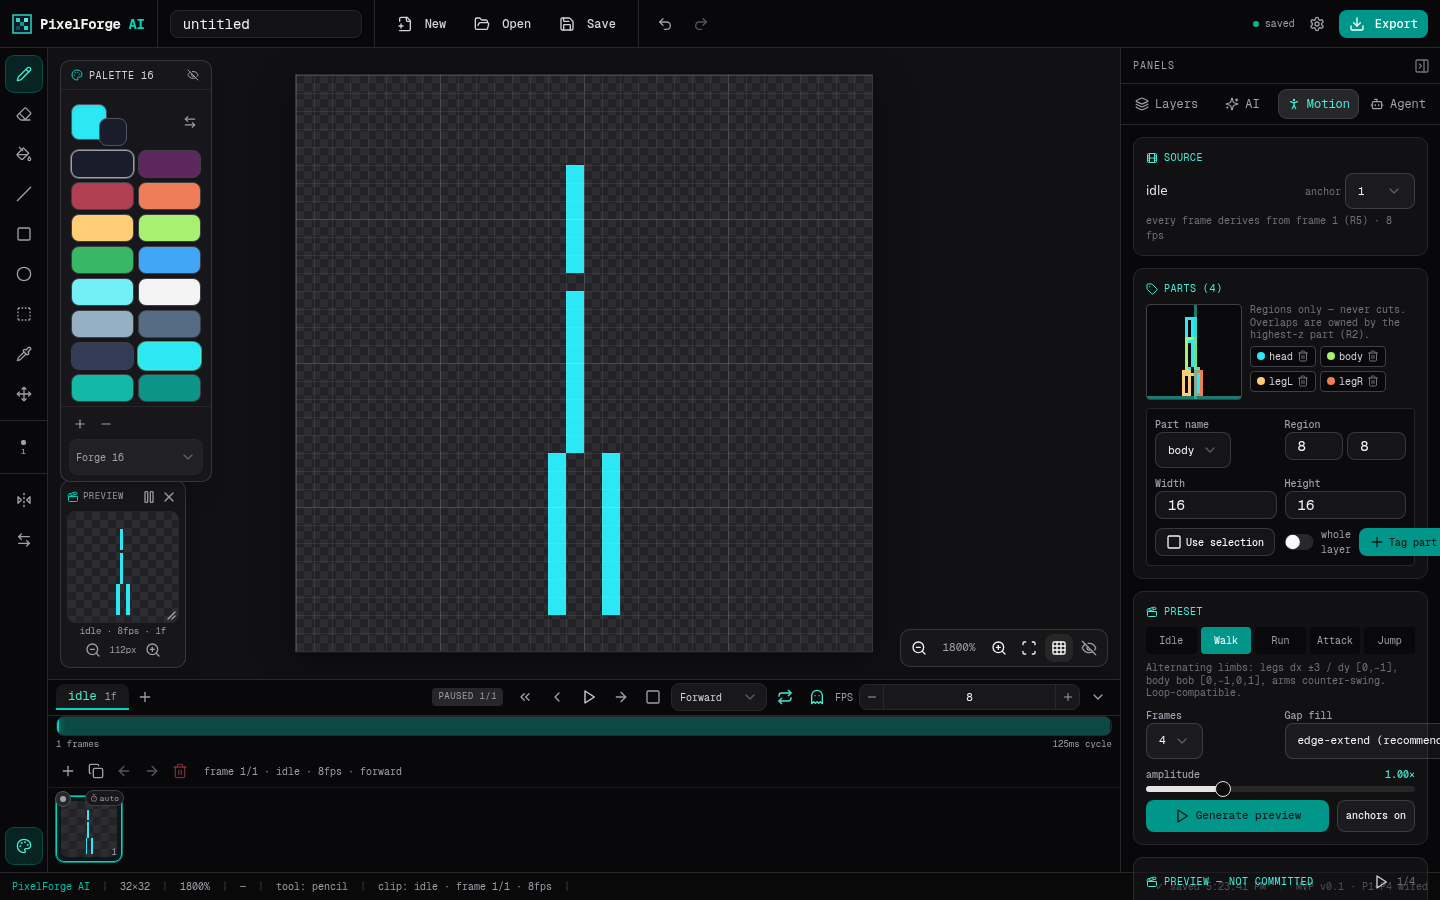 PixelForge AI
untitled
New
Open
Save
saved
Export
PALETTE 16
Forge 16
1
PREVIEW
idle · 8fps · 1f
112px
1800%
PANELS
Layers
AI
Motion
Agent
SOURCE
idle
anchor
1
every frame derives from frame 1 (R5) · 8
fps
PARTS (4)
Regions only — never cuts.
Overlaps are owned by the
highest-z part (R2).
head
body
legL
legR
Part name
Region
body
8
8
Width
Height
16
16
Use selection
whole
layer
Tag part
PRESET
Idle
Walk
Run
Attack
Jump
Alternating limbs: legs dx ±3 / dy [0,−1],
body bob [0,−1,0,1], arms counter-swing.
Loop-compatible.
Frames
Gap fill
4
edge-extend (recommen
amplitude
1.00×
Generate preview
anchors on
PREVIEW — NOT COMMITTED
1/4
idle 1f
PAUSED 1/1
Forward
FPS
8
1 frames
125ms cycle
frame 1/1 · idle · 8fps · forward
auto
1
PixelForge AI
32×32
1800%
—
tool: pencil
clip: idle · frame 1/1 · 8fps